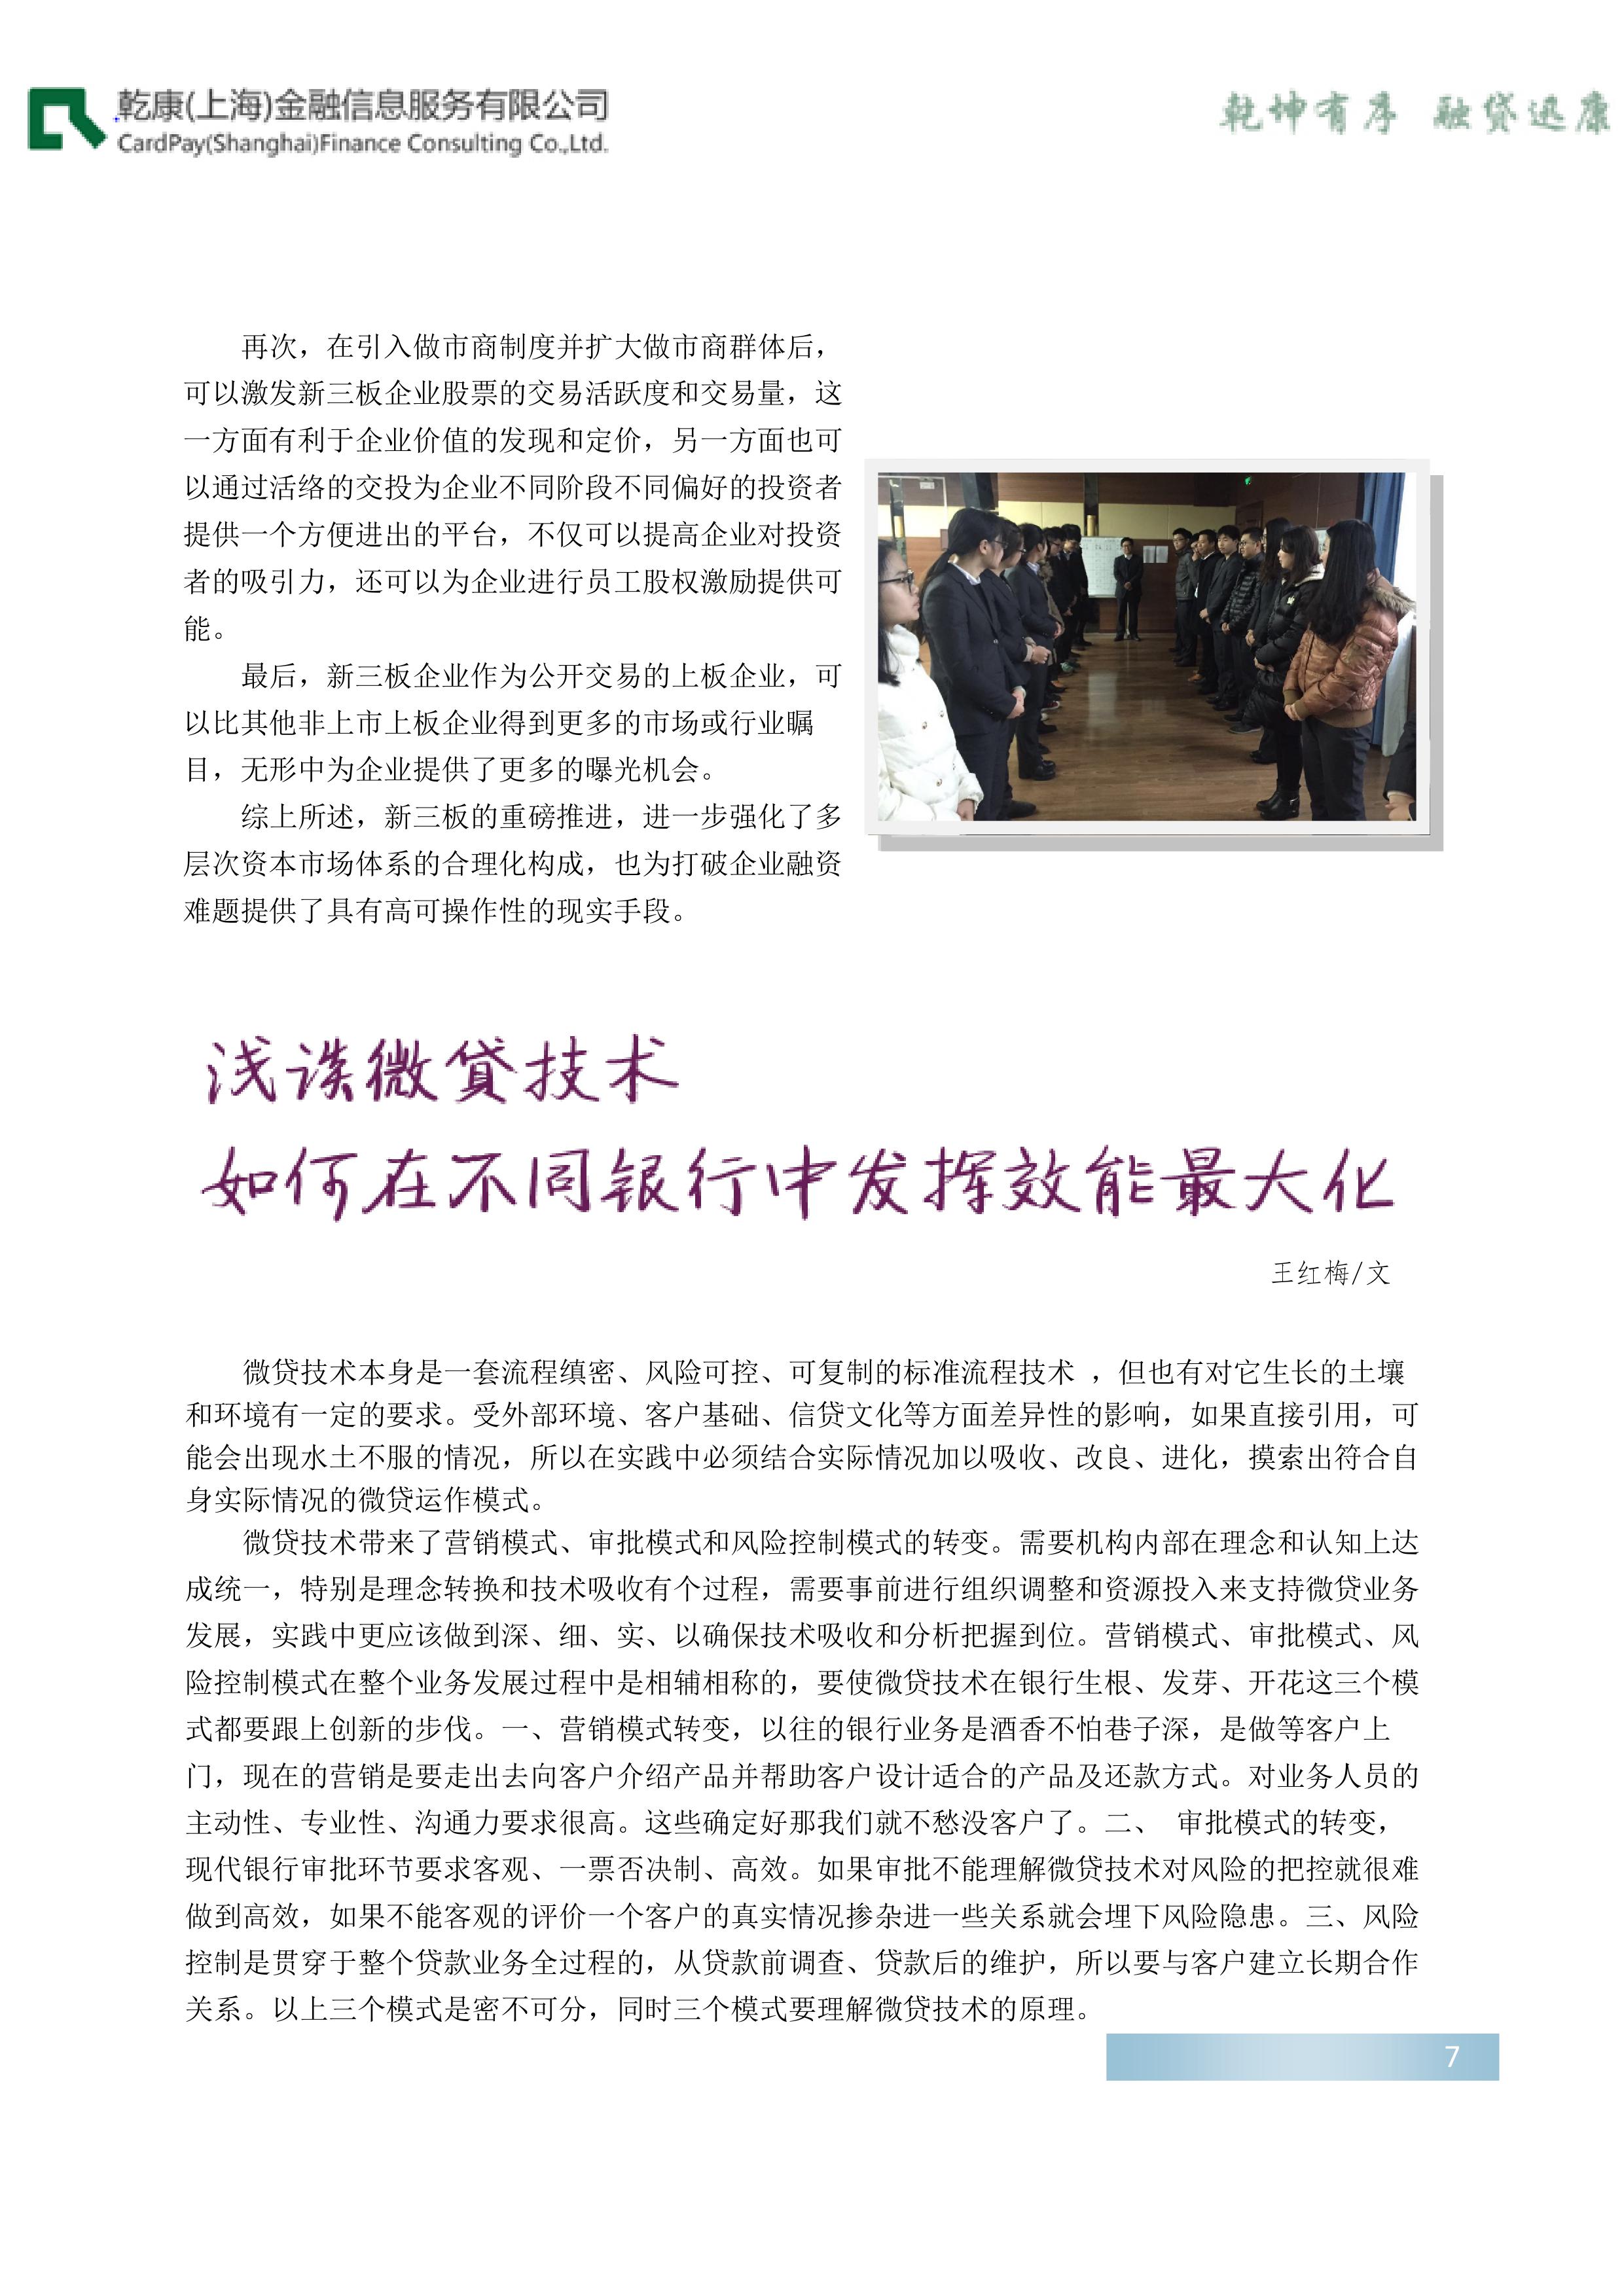 乾康(上海)金融信息服务有限公司
CardPay(Shanghai)Finance Consulting Co.,Ltd.
乾坤有序 融贷迅康
再次，在引入做市商制度并扩大做市商群体后，
可以激发新三板企业股票的交易活跃度和交易量，这
一方面有利于企业价值的发现和定价，另一方面也可
以通过活络的交投为企业不同阶段不同偏好的投资者
提供一个方便进出的平台，不仅可以提高企业对投资
者的吸引力，还可以为企业进行员工股权激励提供可
能。
最后，新三板企业作为公开交易的上板企业，可
以比其他非上市上板企业得到更多的市场或行业瞩
目，无形中为企业提供了更多的曝光机会。
综上所述，新三板的重磅推进，进一步强化了多
层次资本市场体系的合理化构成，也为打破企业融资
难题提供了具有高可操作性的现实手段。
浅谈微貸技术
如何在不同银行中发挥效能最大化
王红梅/文
微贷技术本身是一套流程缜密、风险可控、可复制的标准流程技术 ，但也有对它生长的土壤
和环境有一定的要求。受外部环境、客户基础、信贷文化等方面差异性的影响，如果直接引用，可
能会出现水土不服的情况，所以在实践中必须结合实际情况加以吸收、改良、进化，摸索出符合自
身实际情况的微贷运作模式。
微贷技术带来了营销模式、审批模式和风险控制模式的转变。需要机构内部在理念和认知上达
成统一，特别是理念转换和技术吸收有个过程，需要事前进行组织调整和资源投入来支持微贷业务
发展，实践中更应该做到深、细、实、以确保技术吸收和分析把握到位。营销模式、审批模式、风
险控制模式在整个业务发展过程中是相辅相称的，要使微贷技术在银行生根、发芽、开花这三个模
式都要跟上创新的步伐。一、营销模式转变，以往的银行业务是酒香不怕巷子深，是做等客户上
门，现在的营销是要走出去向客户介绍产品并帮助客户设计适合的产品及还款方式。对业务人员的
主动性、专业性、沟通力要求很高。这些确定好那我们就不愁没客户了。二、 审批模式的转变，
现代银行审批环节要求客观、一票否决制、高效。如果审批不能理解微贷技术对风险的把控就很难
做到高效，如果不能客观的评价一个客户的真实情况掺杂进一些关系就会埋下风险隐患。三、风险
控制是贯穿于整个贷款业务全过程的，从贷款前调查、贷款后的维护，所以要与客户建立长期合作
关系。以上三个模式是密不可分，同时三个模式要理解微贷技术的原理。
7